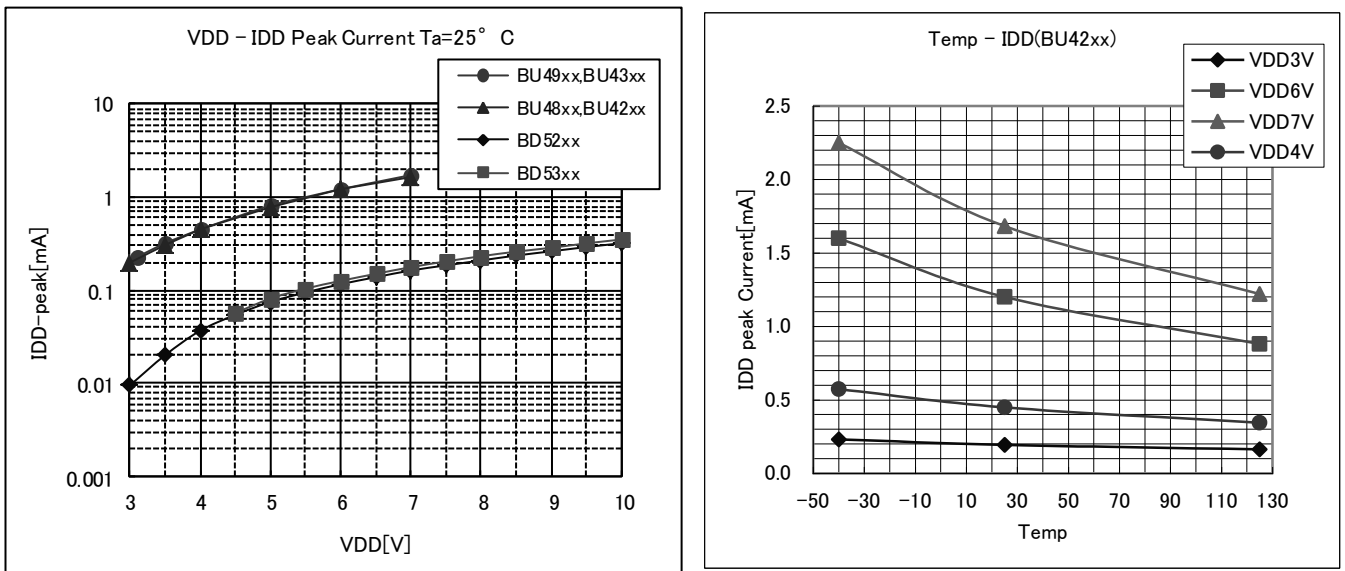 VDD - IDD Peak Current Ta=25° C
BU49xx,BU43xx
BU48xx,BU42xx
BD52xx
BD53xx
10
1
0.1
0.01
0.001
IDD-peak[mA]
3 4 5 6 7 8 9 10
VDD[V]
Temp - IDD(BU42xx)
VDD3V
VDD6V
VDD7V
VDD4V
2.5
2.0
1.5
1.0
0.5
0.0
IDD peak Current[mA]
-50 -30 -10 10 30 50 70 90 110 130
Temp